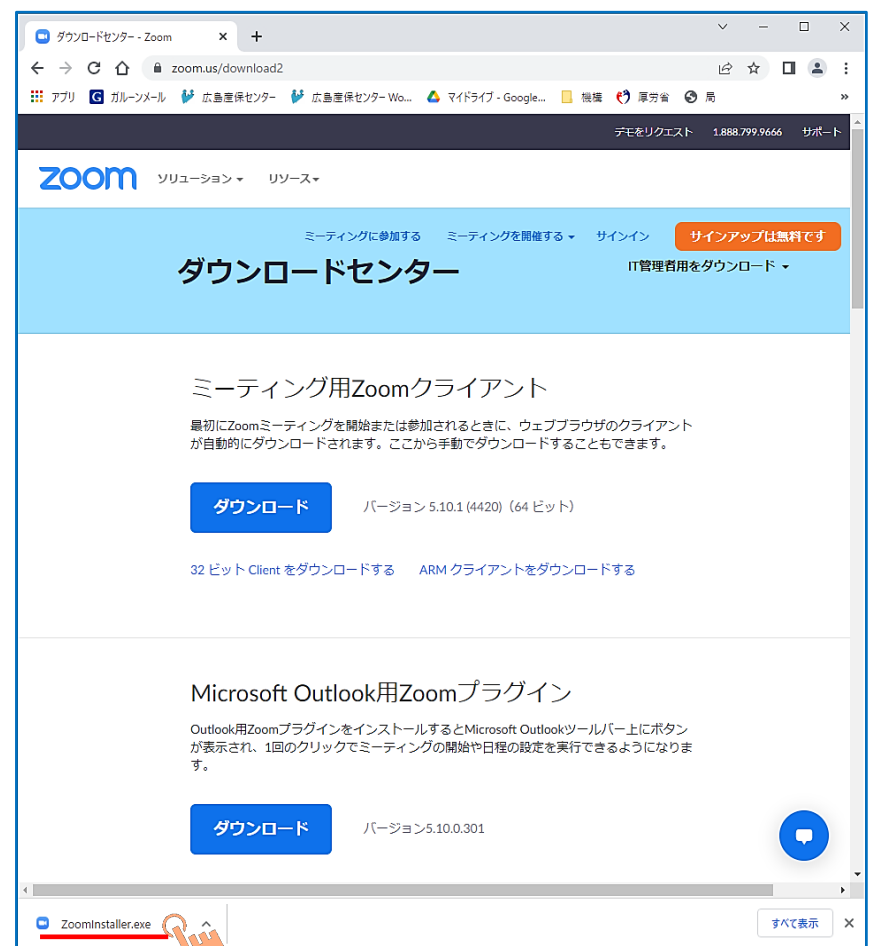 ダウンロードセンター - Zoom
zoom.us/download2
アプリ ガルーンメール 広島産保センター 広島産保センター Wo... マイドライブ - Google... 機構 厚労省 局 »
デモをリクエスト 1.888.799.9666 サポート
zoom ソリューション リソース
ミーティングに参加する ミーティングを開催する サインイン サインアップは無料です
ダウンロードセンター IT管理者用をダウンロード
ミーティング用Zoomクライアント
最初にZoomミーティングを開始または参加されるときに、ウェブブラウザのクライアント
が自動的にダウンロードされます。ここから手動でダウンロードすることもできます。
ダウンロード バージョン 5.10.1 (4420)（64 ビット）
32 ビット Client をダウンロードする ARM クライアントをダウンロードする
Microsoft Outlook用Zoomプラグイン
Outlook用ZoomプラグインをインストールするとMicrosoft Outlookツールバー上にボタン
が表示され、1回のクリックでミーティングの開始や日程の設定を実行できるようになりま
す。
ダウンロード バージョン5.10.0.301
ZoomInstaller.exe すべて表示